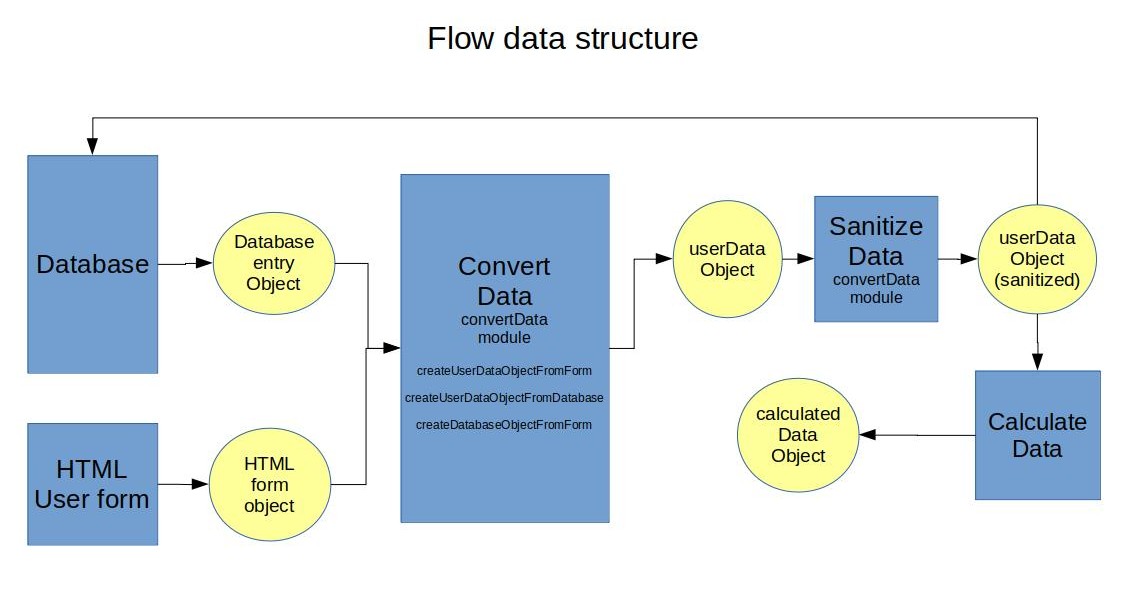 Flow data structure
Database
Database
entry
Object
HTML
User form
HTML
form
object
Convert
Data
convertData
module
createUserDataObjectFromForm
createUserDataObjectFromDatabase
createDatabaseObjectFromForm
userData
Object
Sanitize
Data
convertData
module
userData
Object
(sanitized)
Calculate
Data
calculated
Data
Object